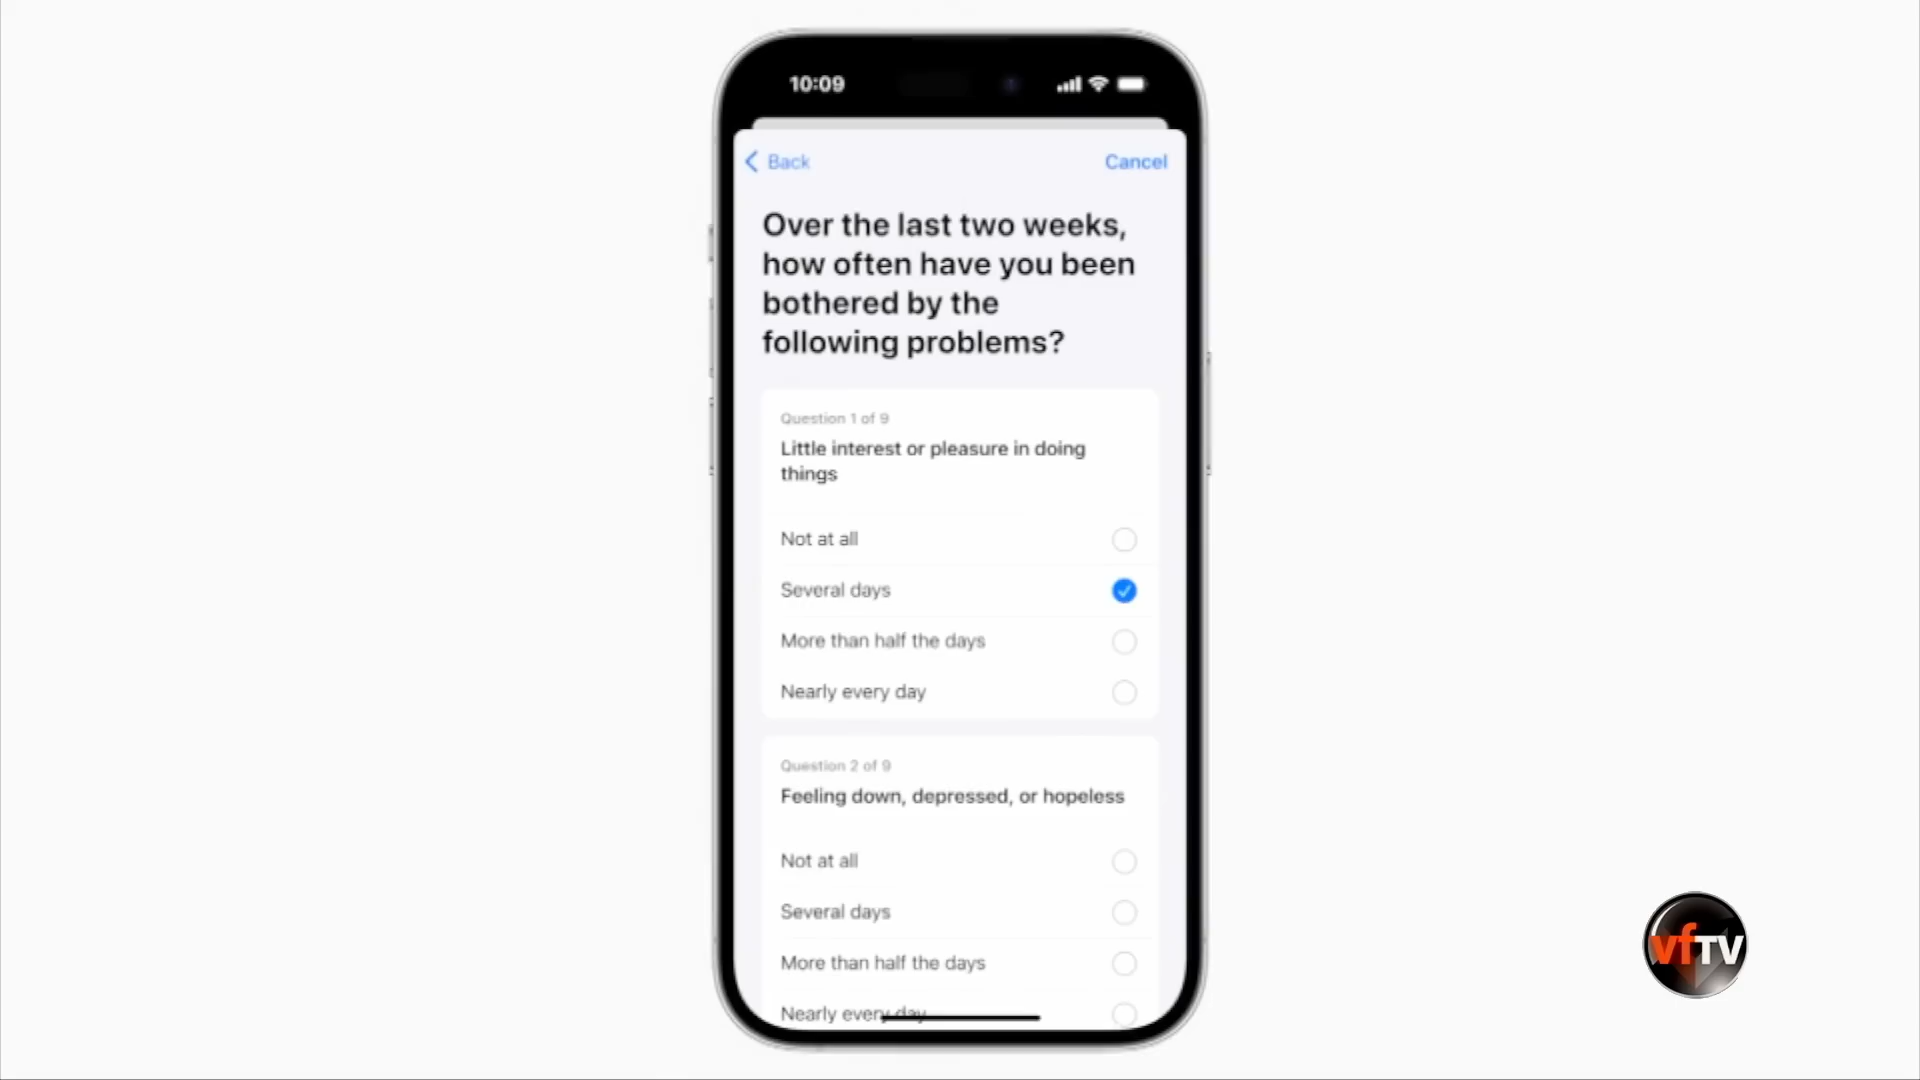 10:09
Back
Cancel
Over the last two weeks,
how often have you been
bothered by the
following problems?
Question 1 of 9
Little interest or pleasure in doing
things
Not at all
Several days
More than half the days
Nearly every day
Question 2 of 9
Feeling down, depressed, or hopeless
Not at all
Several days
More than half the days
Nearly every day
vfTV